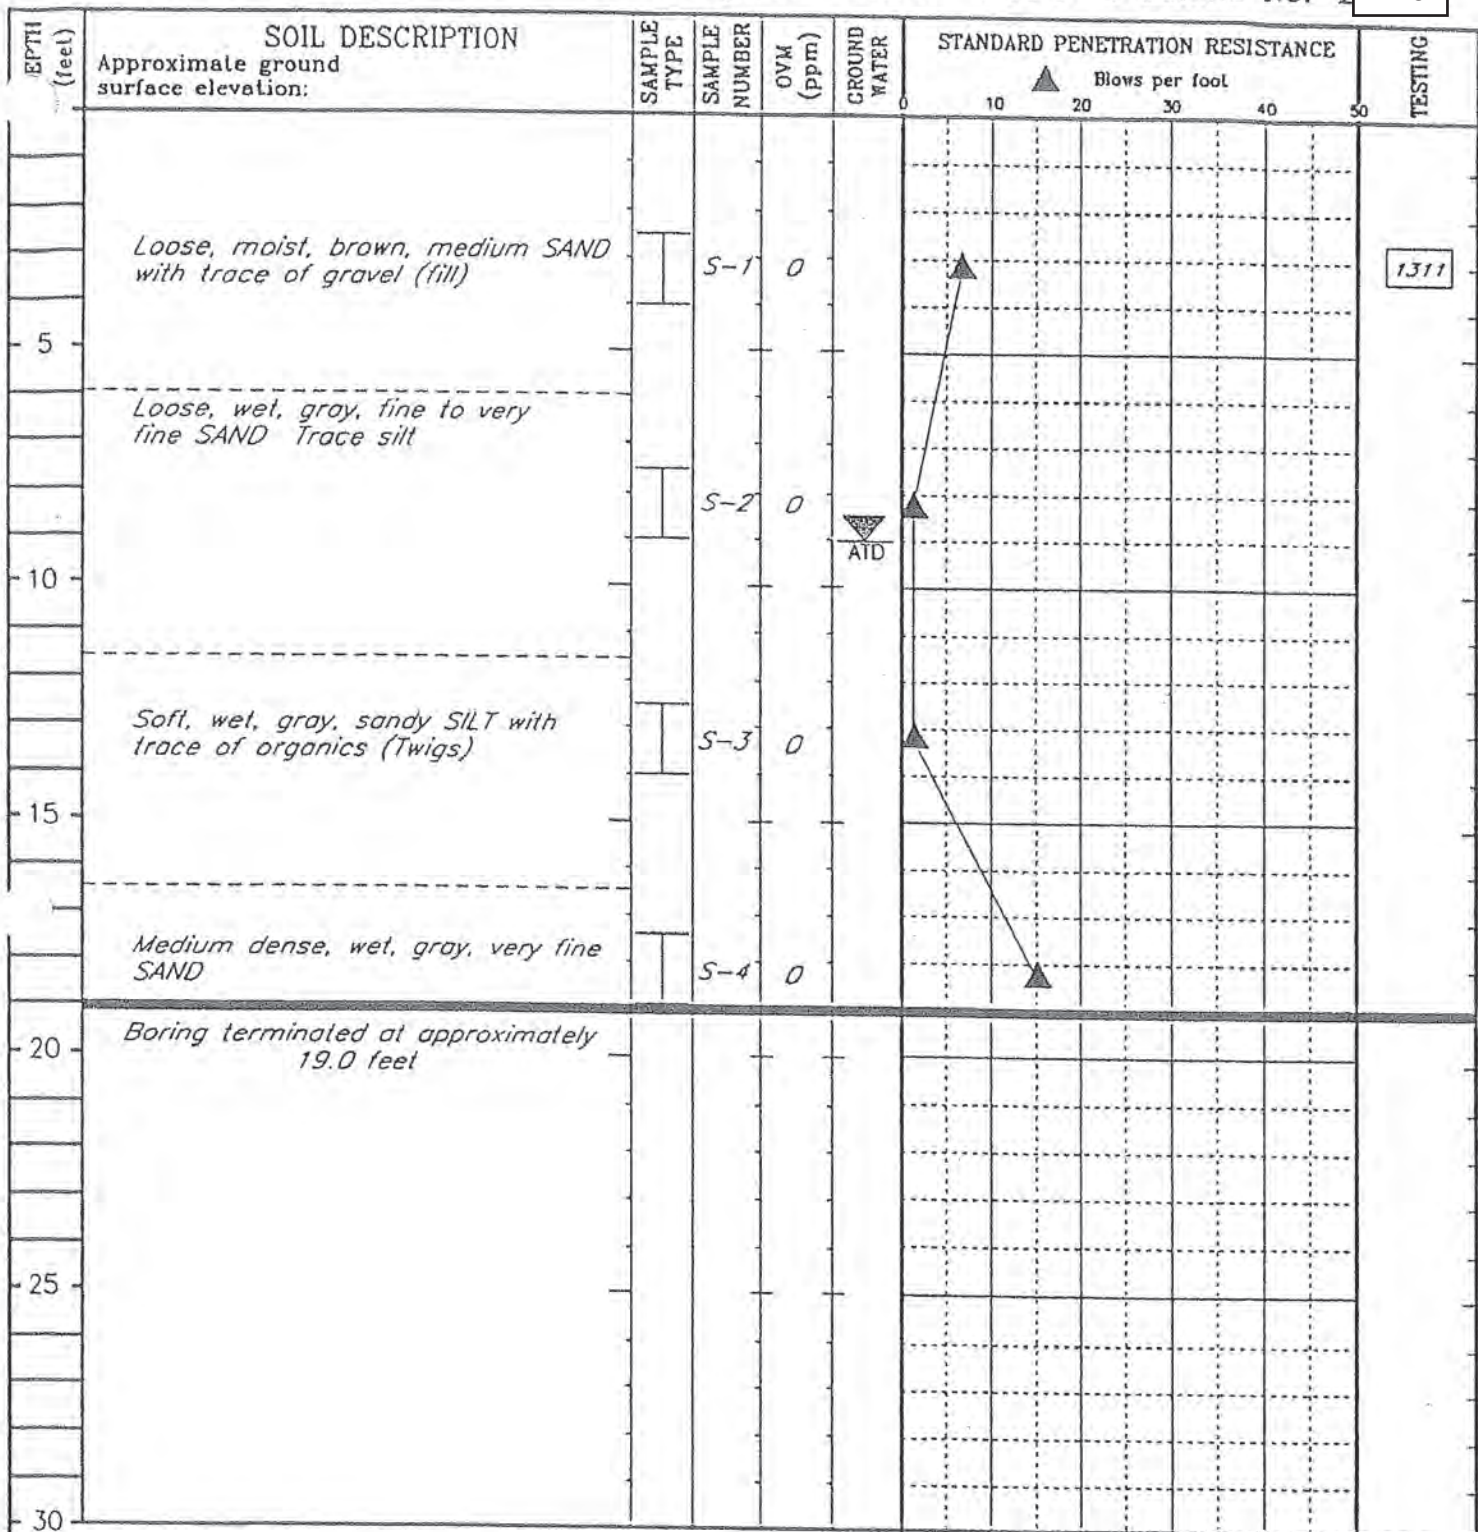 EPTH
(feet)
SOIL DESCRIPTION
Approximate ground
surface elevation:
SAMPLE
TYPE
SAMPLE
NUMBER
OVM
(ppm)
GROUND
WATER
STANDARD PENETRATION RESISTANCE
Blows per foot
0 10 20 30 40 50
TESTING
Loose, moist, brown, medium SAND
with trace of gravel (fill)
S-1 0
1311
5
Loose, wet, gray, fine to very
fine SAND Trace silt
S-2 0
ATD
10
Soft, wet, gray, sandy SILT with
trace of organics (Twigs)
S-3 0
15
Medium dense, wet, gray, very fine
SAND
S-4 0
Boring terminated at approximately
19.0 feet
20
25
30